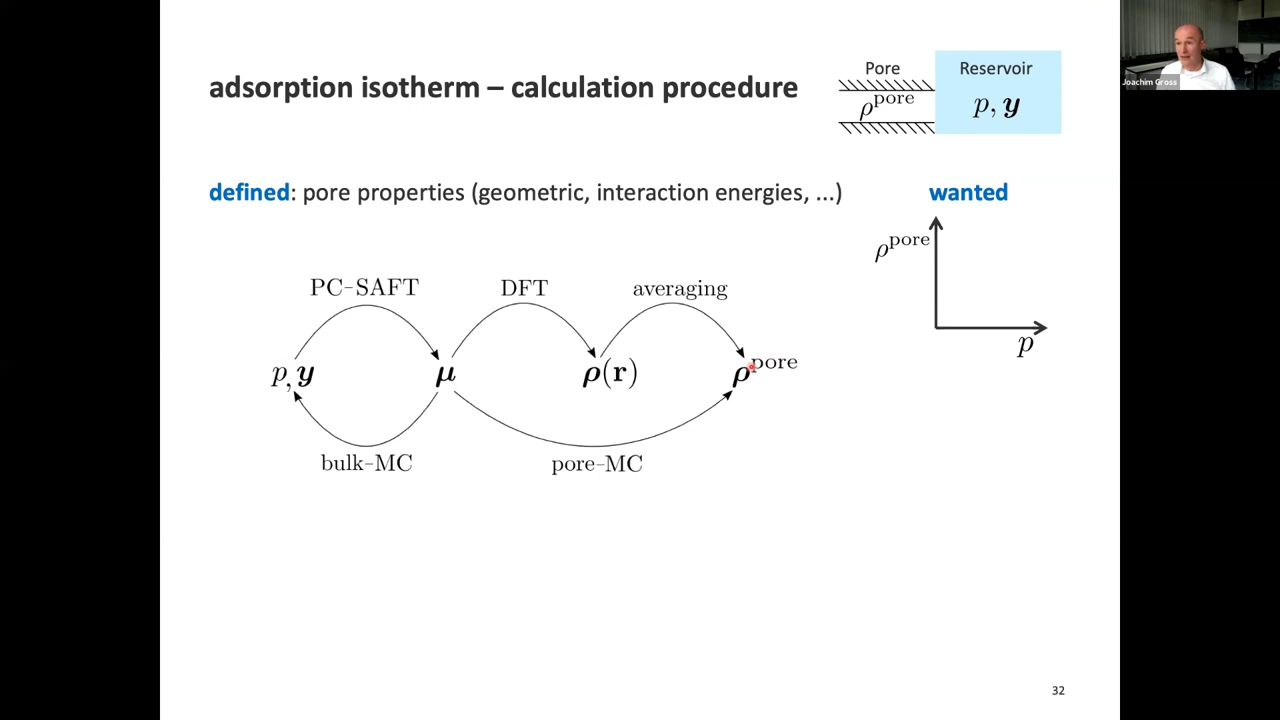 adsorption isotherm – calculation procedure
Pore
Reservoir
ρ^pore
p, y
Joachim Gross
defined: pore properties (geometric, interaction energies, ...)
wanted
ρ^pore
p
PC-SAFT
DFT
averaging
p, y
μ
ρ(r)
ρ^pore
bulk-MC
pore-MC
32